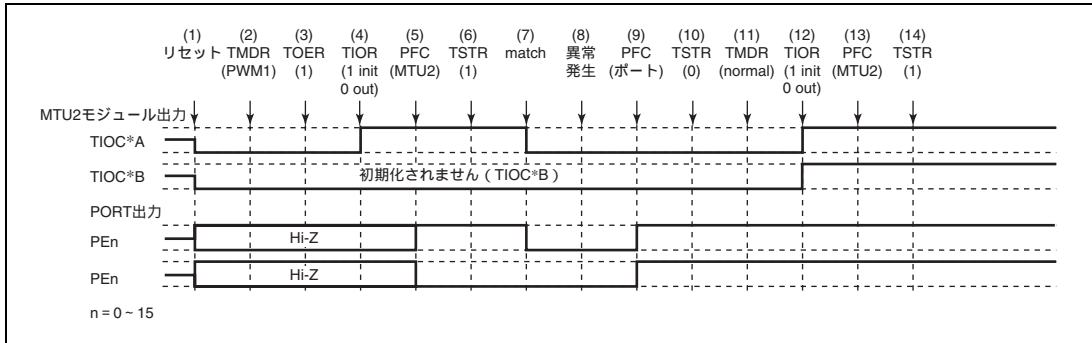 (1) (2) (3) (4) (5) (6) (7) (8) (9) (10) (11) (12) (13) (14)
リセット TMDR TOER TIOR PFC TSTR match 異常 PFC TSTR TMDR TIOR PFC TSTR
(PWM1) (1) (1 init (MTU2) (1) 発生 (ポート) (0) (normal) (1 init (MTU2) (1)
0 out) 0 out)
MTU2モジュール出力
TIOC*A
TIOC*B 初期化されません（TIOC*B）
PORT出力
PEn Hi-Z
PEn Hi-Z
n = 0 ~ 15